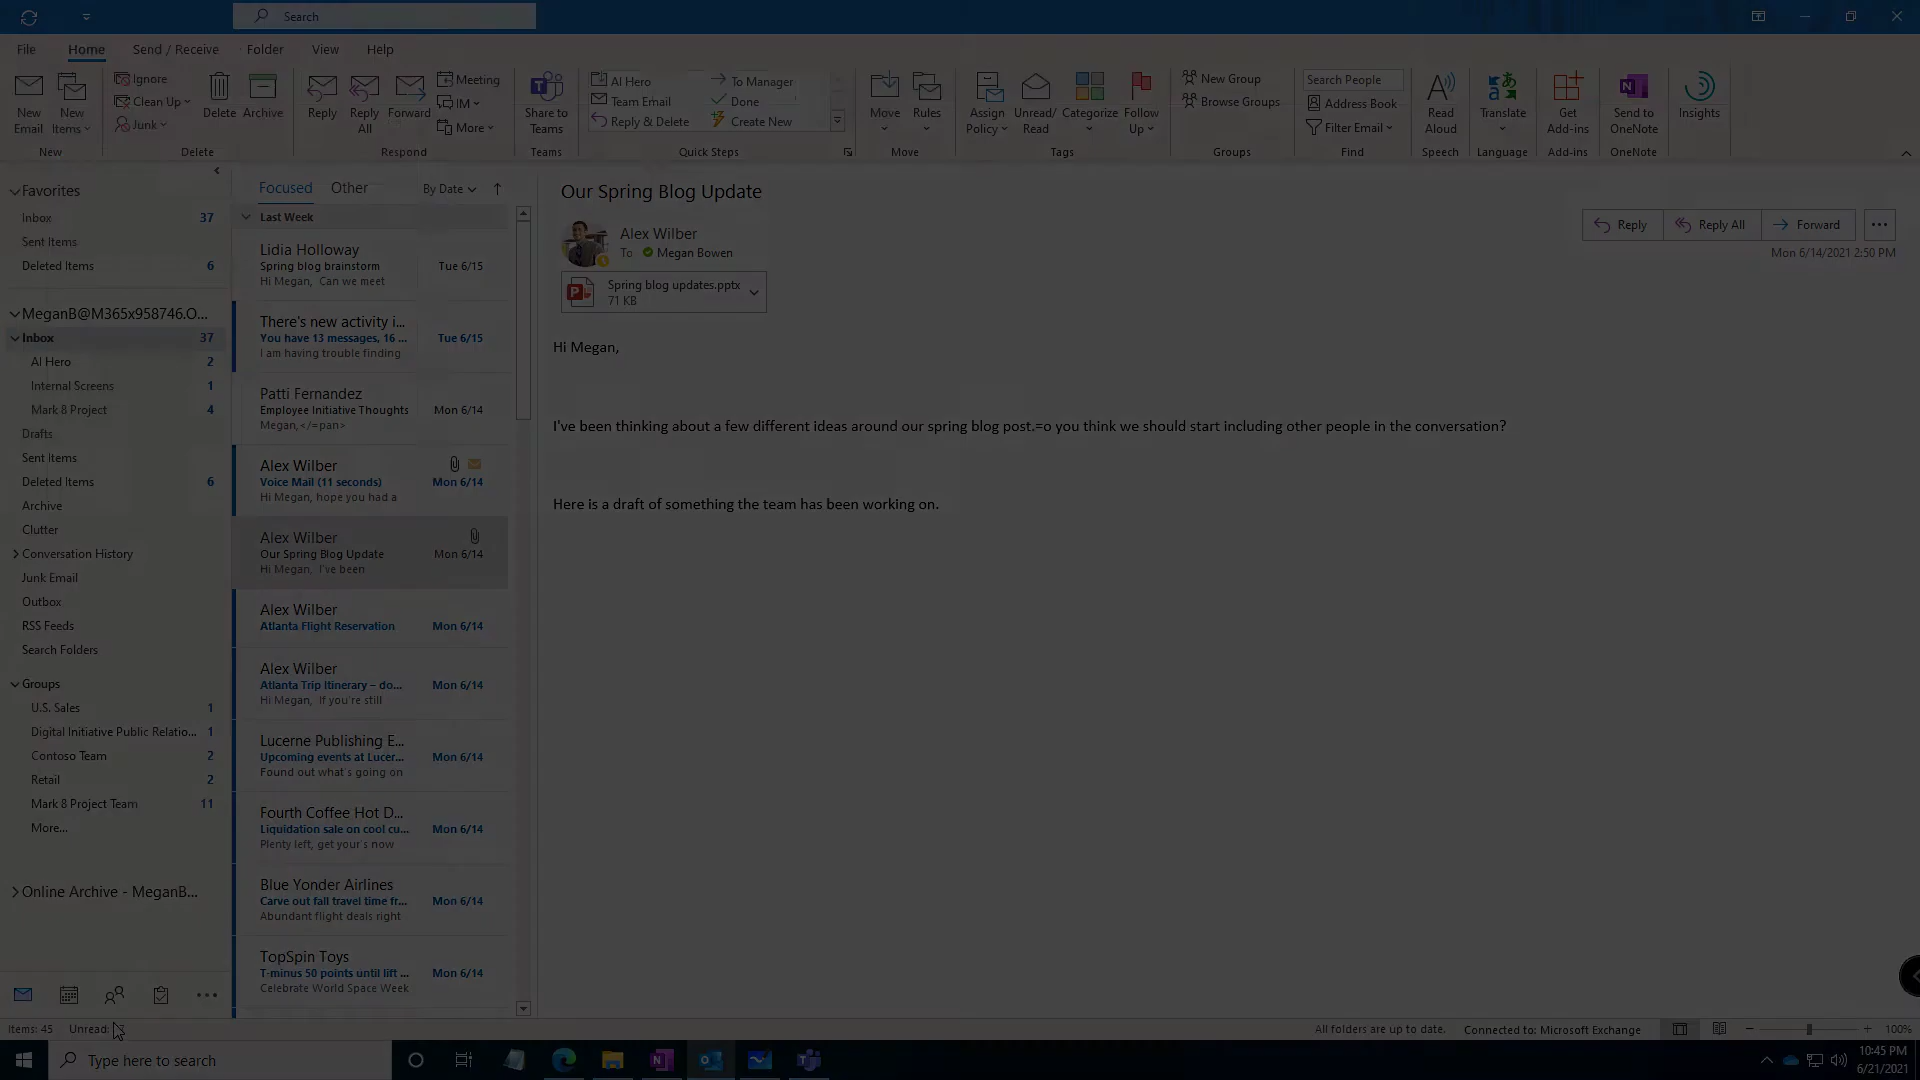 Search
File Home Send / Receive Folder View Help
New Email
New Items
Ignore
Clean Up
Junk
Delete
Archive
Reply
Reply All
Forward
Meeting
IM
More
Share to Teams
AI Hero
Team Email
Reply & Delete
To Manager
Done
Create New
Move
Rules
Assign Policy
Unread/ Read
Categorize
Follow Up
New Group
Browse Groups
Search People
Address Book
Filter Email
Read Aloud
Translate
Get Add-ins
Send to OneNote
Insights
New Delete Respond Teams Quick Steps Move Tags Groups Find Speech Language Add-ins OneNote
Favorites
Inbox 37
Sent Items
Deleted Items 6
MeganB@M365x958746.O...
Inbox 37
AI Hero 2
Internal Screens 1
Mark 8 Project 4
Drafts
Sent Items
Deleted Items 6
Archive
Clutter
Conversation History
Junk Email
Outbox
RSS Feeds
Search Folders
Groups
U.S. Sales 1
Digital Initiative Public Relatio... 1
Contoso Team 2
Retail 2
Mark 8 Project Team 11
More...
Online Archive - MeganB...
Focused Other By Date
Last Week
Lidia Holloway
Spring blog brainstorm Tue 6/15
Hi Megan, Can we meet
There's new activity i...
You have 13 messages, 16 ... Tue 6/15
I am having trouble finding
Patti Fernandez
Employee Initiative Thoughts Mon 6/14
Megan,</=pan>
Alex Wilber
Voice Mail (11 seconds) Mon 6/14
Hi Megan, hope you had a
Alex Wilber
Our Spring Blog Update Mon 6/14
Hi Megan, I've been
Alex Wilber
Atlanta Flight Reservation Mon 6/14
Alex Wilber
Atlanta Trip Itinerary – do... Mon 6/14
Hi Megan, If you're still
Lucerne Publishing E...
Upcoming events at Lucer... Mon 6/14
Found out what's going on
Fourth Coffee Hot D...
Liquidation sale on cool cu... Mon 6/14
Plenty left, get your's now
Blue Yonder Airlines
Carve out fall travel time fr... Mon 6/14
Abundant flight deals right
TopSpin Toys
T-minus 50 points until lift ... Mon 6/14
Celebrate World Space Week
Our Spring Blog Update
Alex Wilber
To Megan Bowen
Reply Reply All Forward
Mon 6/14/2021 2:50 PM
Spring blog updates.pptx
71 KB
Hi Megan,
I've been thinking about a few different ideas around our spring blog post.=o you think we should start including other people in the conversation?
Here is a draft of something the team has been working on.
Items: 45 Unread:
All folders are up to date. Connected to: Microsoft Exchange 100%
Type here to search
10:45 PM
6/21/2021